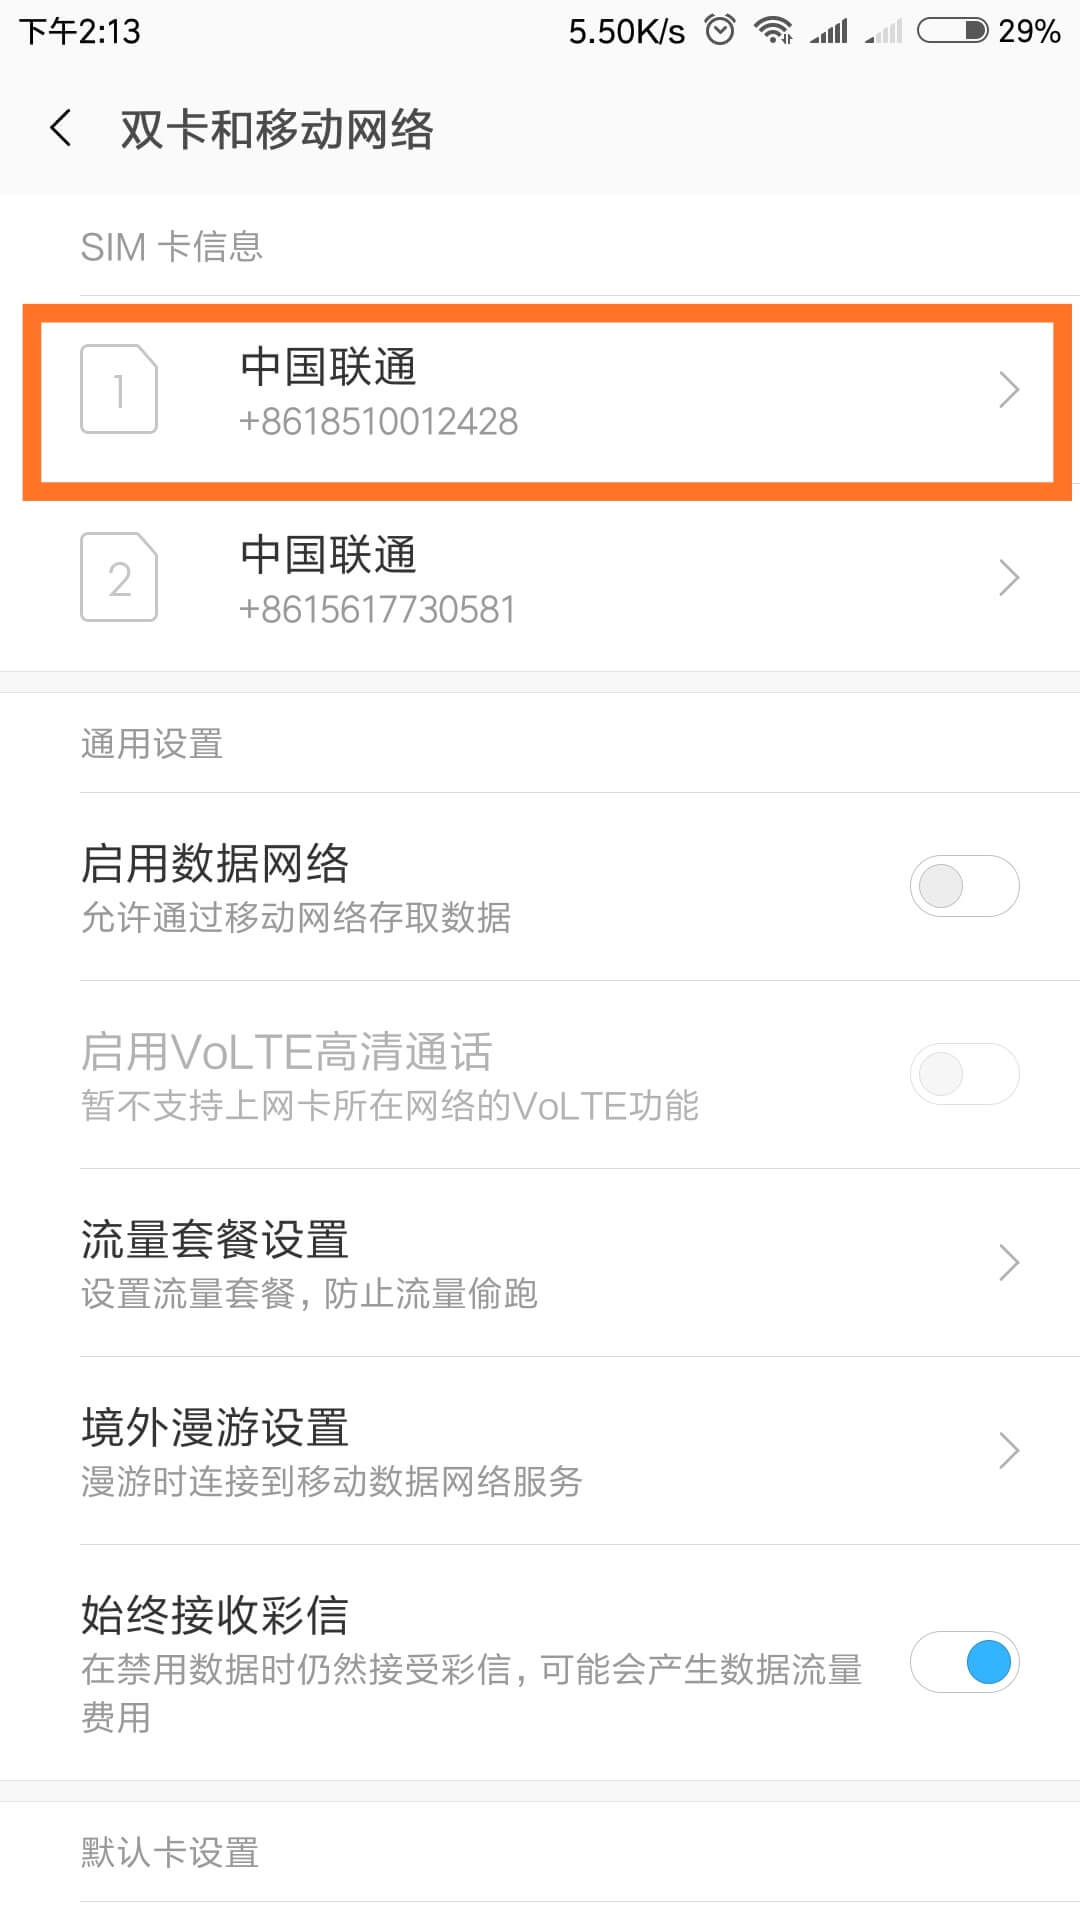 下午2:13
5.50K/s
29%
双卡和移动网络
SIM 卡信息
1
中国联通
+8618510012428
2
中国联通
+8615617730581
通用设置
启用数据网络
允许通过移动网络存取数据
启用VoLTE高清通话
暂不支持上网卡所在网络的VoLTE功能
流量套餐设置
设置流量套餐，防止流量偷跑
境外漫游设置
漫游时连接到移动数据网络服务
始终接收彩信
在禁用数据时仍然接受彩信，可能会产生数据流量
费用
默认卡设置